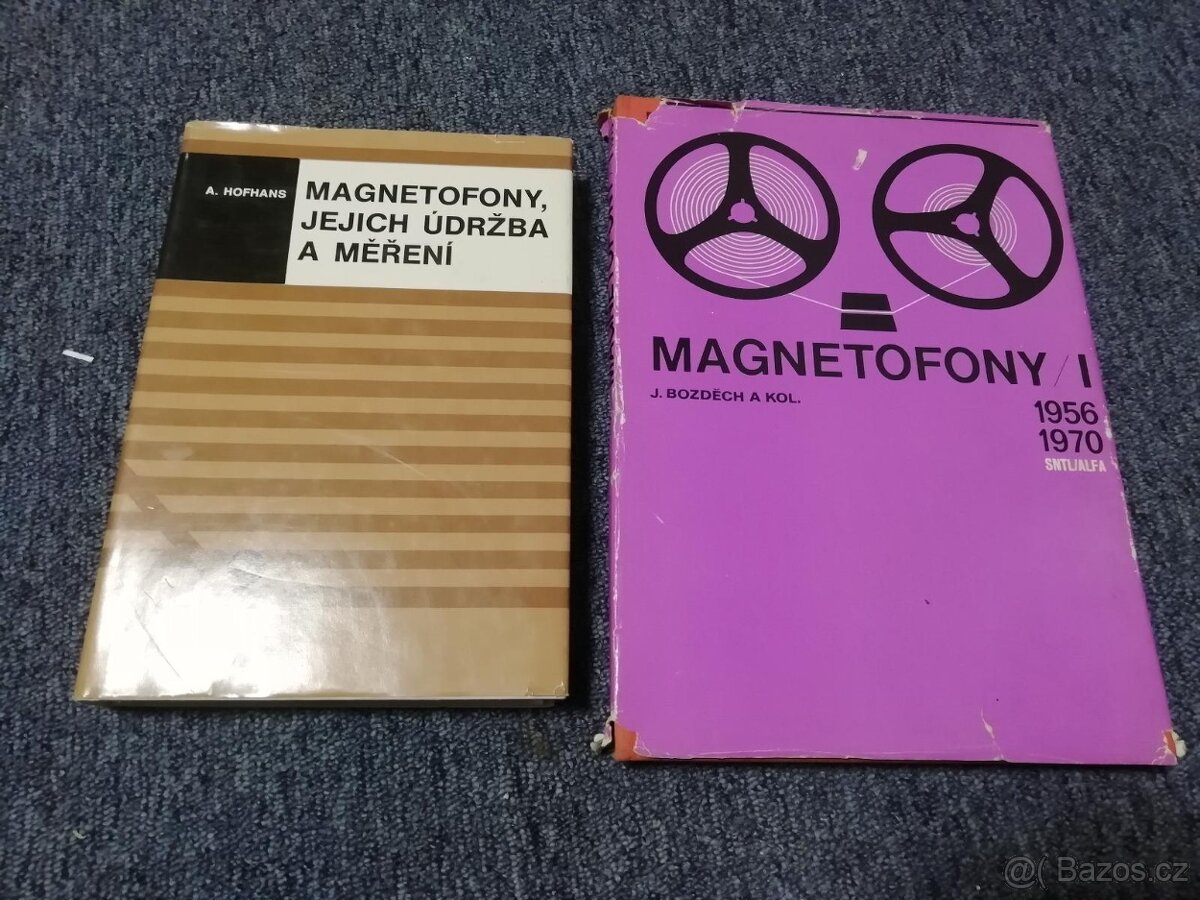 A. HOFHANS
MAGNETOFONY,
JEJICH ÚDRŽBA
A MĚŘENÍ
MAGNETOFONY/I
J. BOZDĚCH A KOL.
1956
1970
SNTL/ALFA
@( Bazos.cz